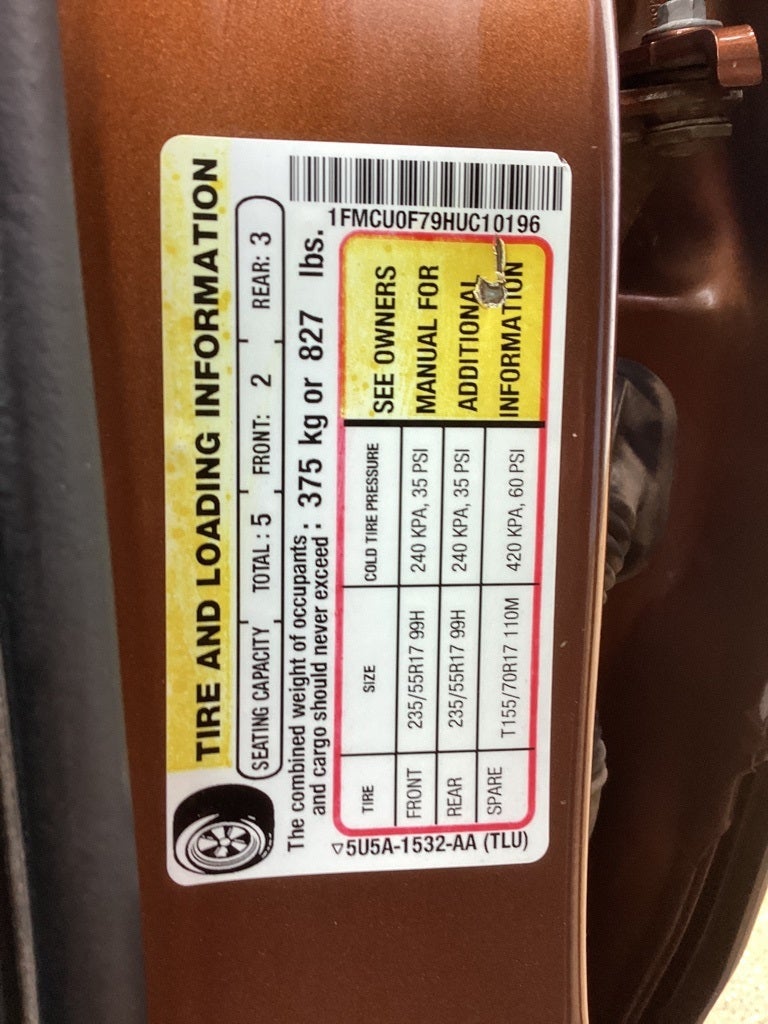 TIRE AND LOADING INFORMATION
SEATING CAPACITY TOTAL : 5 FRONT: 2 REAR: 3
The combined weight of occupants
and cargo should never exceed : 375 kg or 827 lbs.
TIRE SIZE COLD TIRE PRESSURE
FRONT 235/55R17 99H 240 KPA, 35 PSI
REAR 235/55R17 99H 240 KPA, 35 PSI
SPARE T155/70R17 110M 420 KPA, 60 PSI
SEE OWNERS
MANUAL FOR
ADDITIONAL
INFORMATION
▽5U5A-1532-AA (TLU)
1FMCU0F79HUC10196